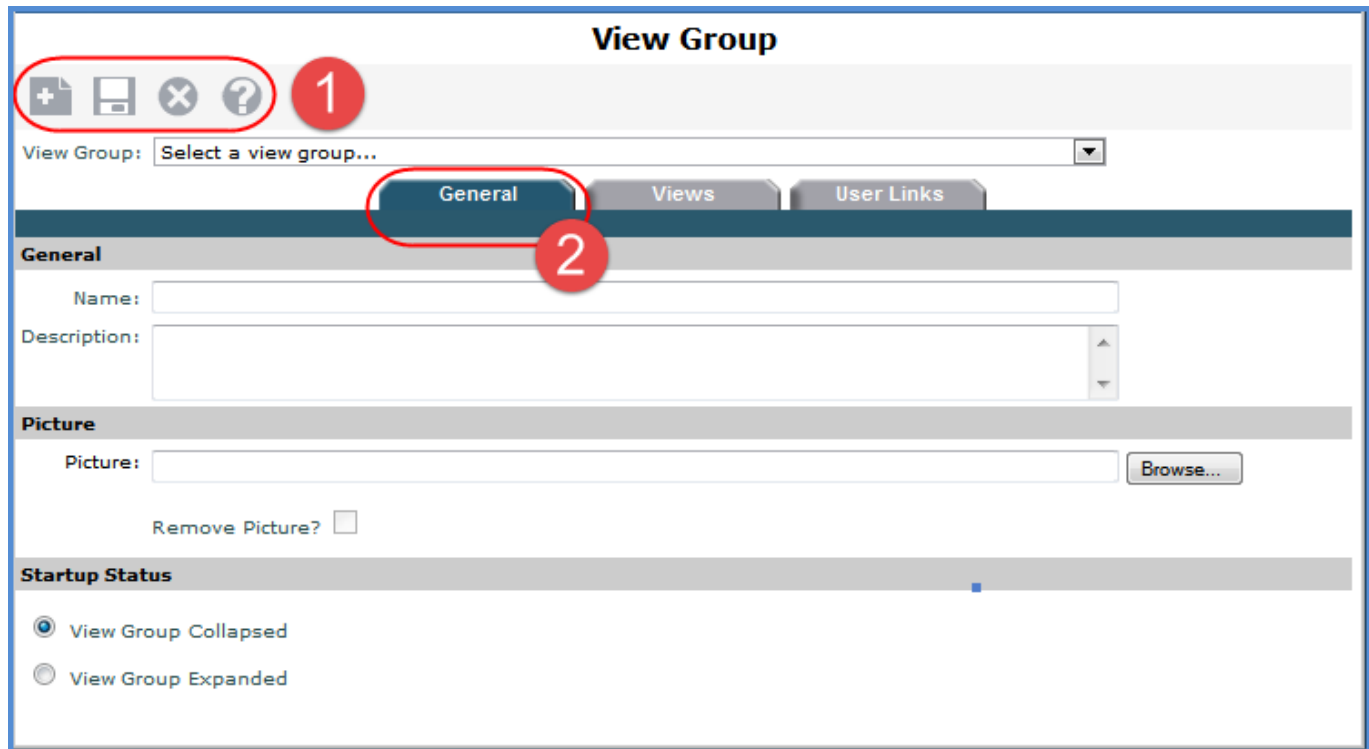 View Group
1
View Group: Select a view group...
General Views User Links
2
General
Name:
Description:
Picture
Picture: Browse...
Remove Picture?
Startup Status
View Group Collapsed
View Group Expanded